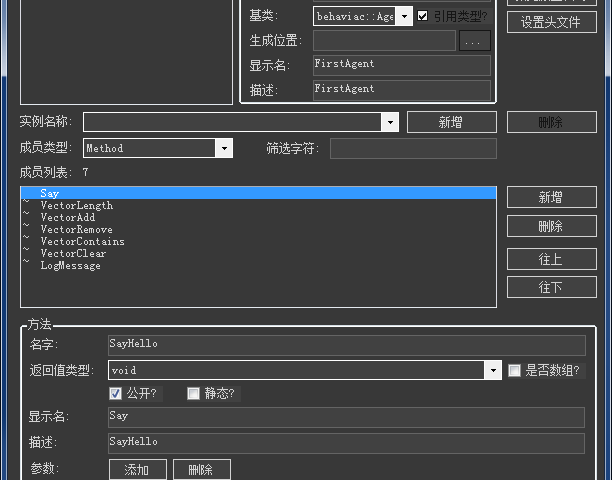 基类: behaviac::Age 引用类型?
设置头文件
生成位置: ...
显示名: FirstAgent
描述: FirstAgent
实例名称: 新增 删除
成员类型: Method 筛选字符:
成员列表: 7
Say
~ VectorLength
~ VectorAdd
~ VectorRemove
~ VectorContains
~ VectorClear
~ LogMessage
新增
删除
往上
往下
方法
名字: SayHello
返回值类型: void 是否数组?
公开? 静态?
显示名: Say
描述: SayHello
参数: 添加 删除